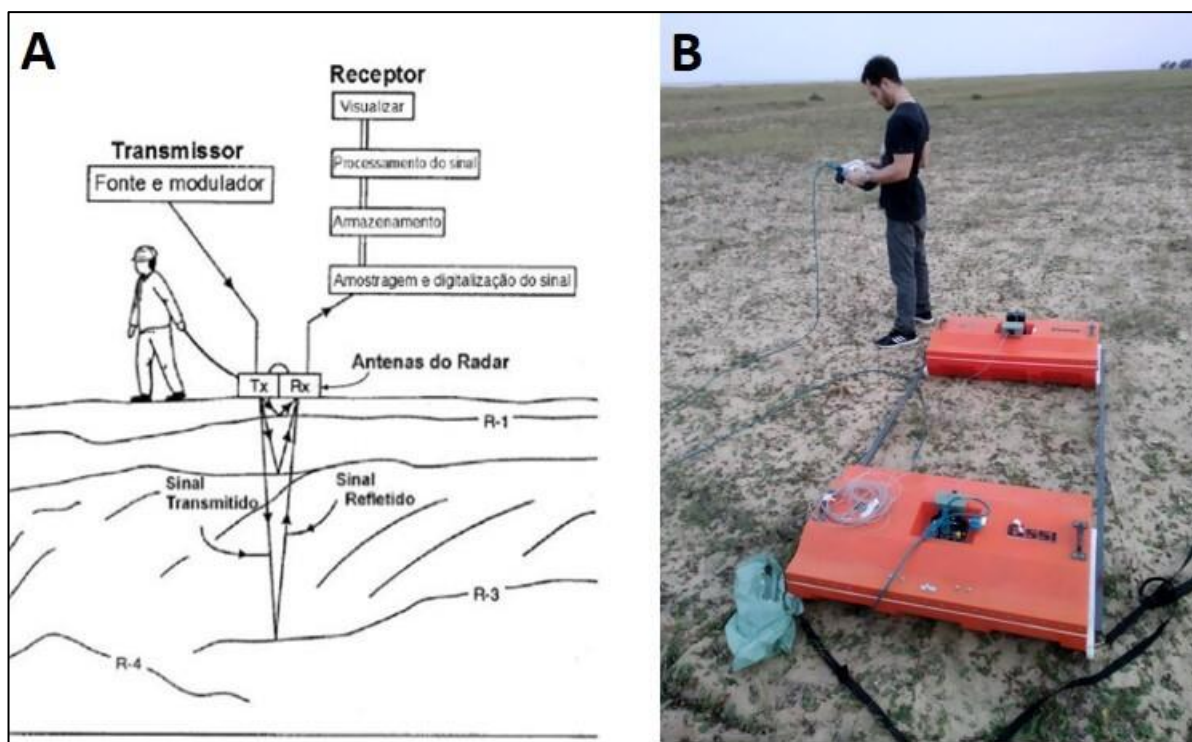 A
Transmissor
Fonte e modulador
Receptor
Visualizar
Processamento do sinal
Armazenamento
Amostragem e digitalização do sinal
Antenas do Radar
Tx
Rx
R-1
Sinal
Transmitido
Sinal
Refletido
R-3
R-4
B
GSSI